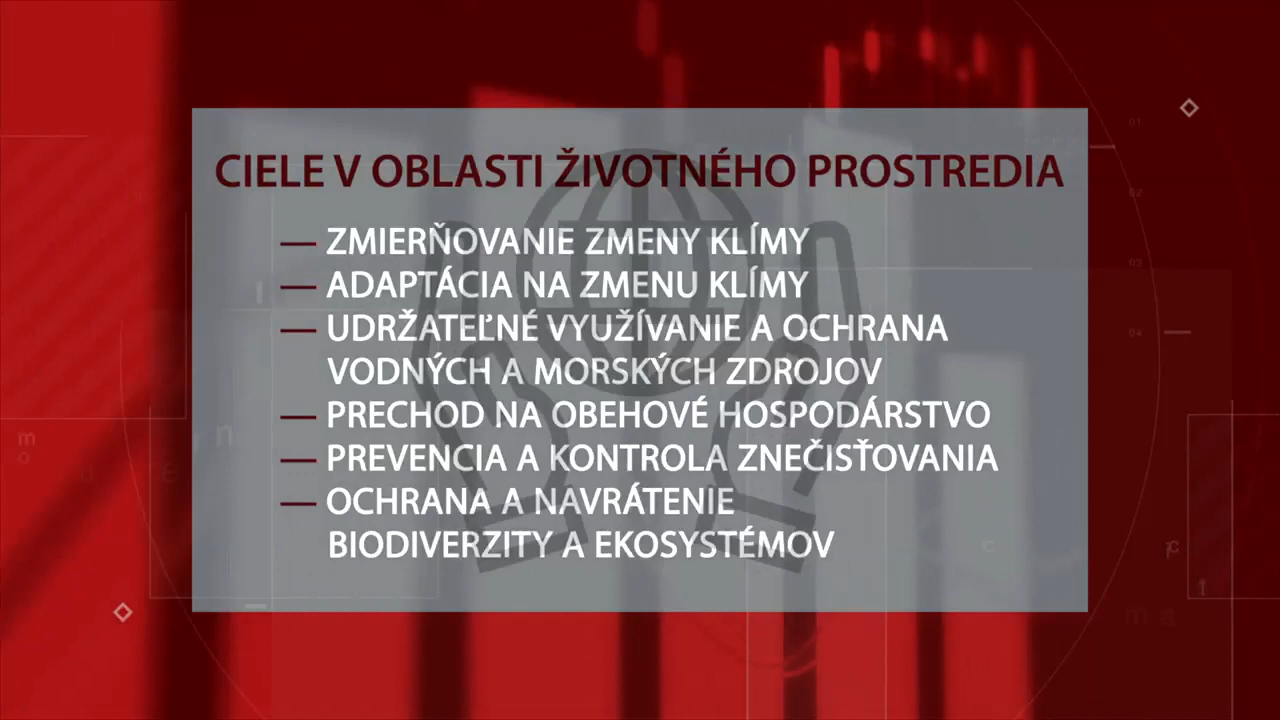 CIELE V OBLASTI ŽIVOTNÉHO PROSTREDIA
— ZMIERŇOVANIE ZMENY KLÍMY
— ADAPTÁCIA NA ZMENU KLÍMY
— UDRŽATEĽNÉ VYUŽÍVANIE A OCHRANA
VODNÝCH A MORSKÝCH ZDROJOV
— PRECHOD NA OBEHOVÉ HOSPODÁRSTVO
— PREVENCIA A KONTROLA ZNEČISŤOVANIA
— OCHRANA A NAVRÁTENIE
BIODIVERZITY A EKOSYSTÉMOV